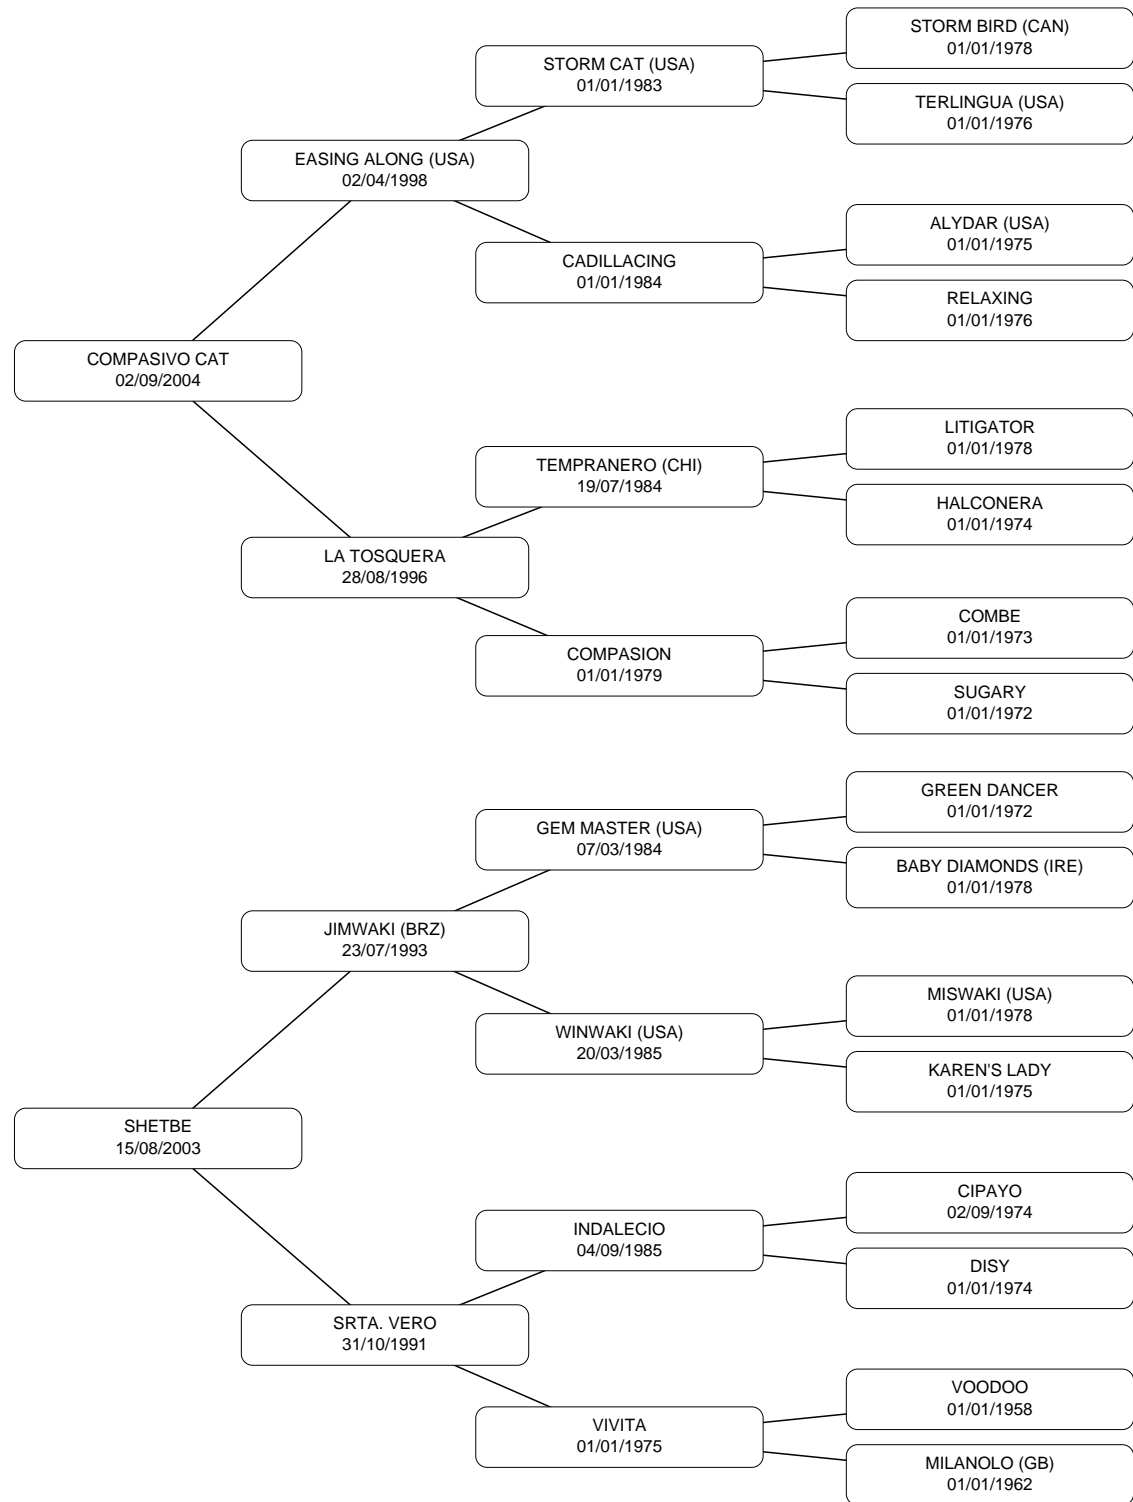 STORM BIRD (CAN)
01/01/1978
STORM CAT (USA)
01/01/1983
TERLINGUA (USA)
01/01/1976
EASING ALONG (USA)
02/04/1998
ALYDAR (USA)
01/01/1975
CADILLACING
01/01/1984
RELAXING
01/01/1976
COMPASIVO CAT
02/09/2004
LITIGATOR
01/01/1978
TEMPRANERO (CHI)
19/07/1984
HALCONERA
01/01/1974
LA TOSQUERA
28/08/1996
COMBE
01/01/1973
COMPASION
01/01/1979
SUGARY
01/01/1972
GREEN DANCER
01/01/1972
GEM MASTER (USA)
07/03/1984
BABY DIAMONDS (IRE)
01/01/1978
JIMWAKI (BRZ)
23/07/1993
MISWAKI (USA)
01/01/1978
WINWAKI (USA)
20/03/1985
KAREN'S LADY
01/01/1975
SHETBE
15/08/2003
CIPAYO
02/09/1974
INDALECIO
04/09/1985
DISY
01/01/1974
SRTA. VERO
31/10/1991
VOODOO
01/01/1958
VIVITA
01/01/1975
MILANOLO (GB)
01/01/1962